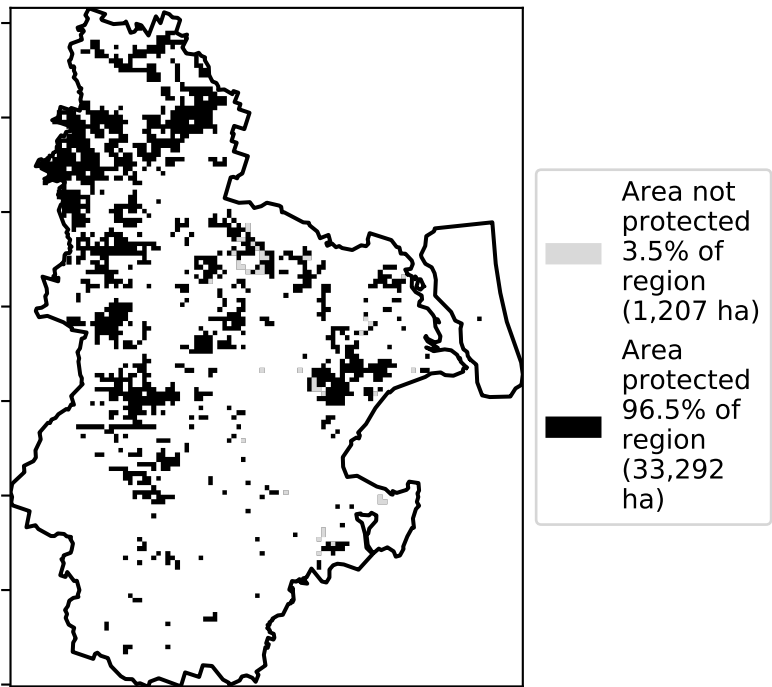 Area not
protected
3.5% of
region
(1,207 ha)
Area
protected
96.5% of
region
(33,292
ha)